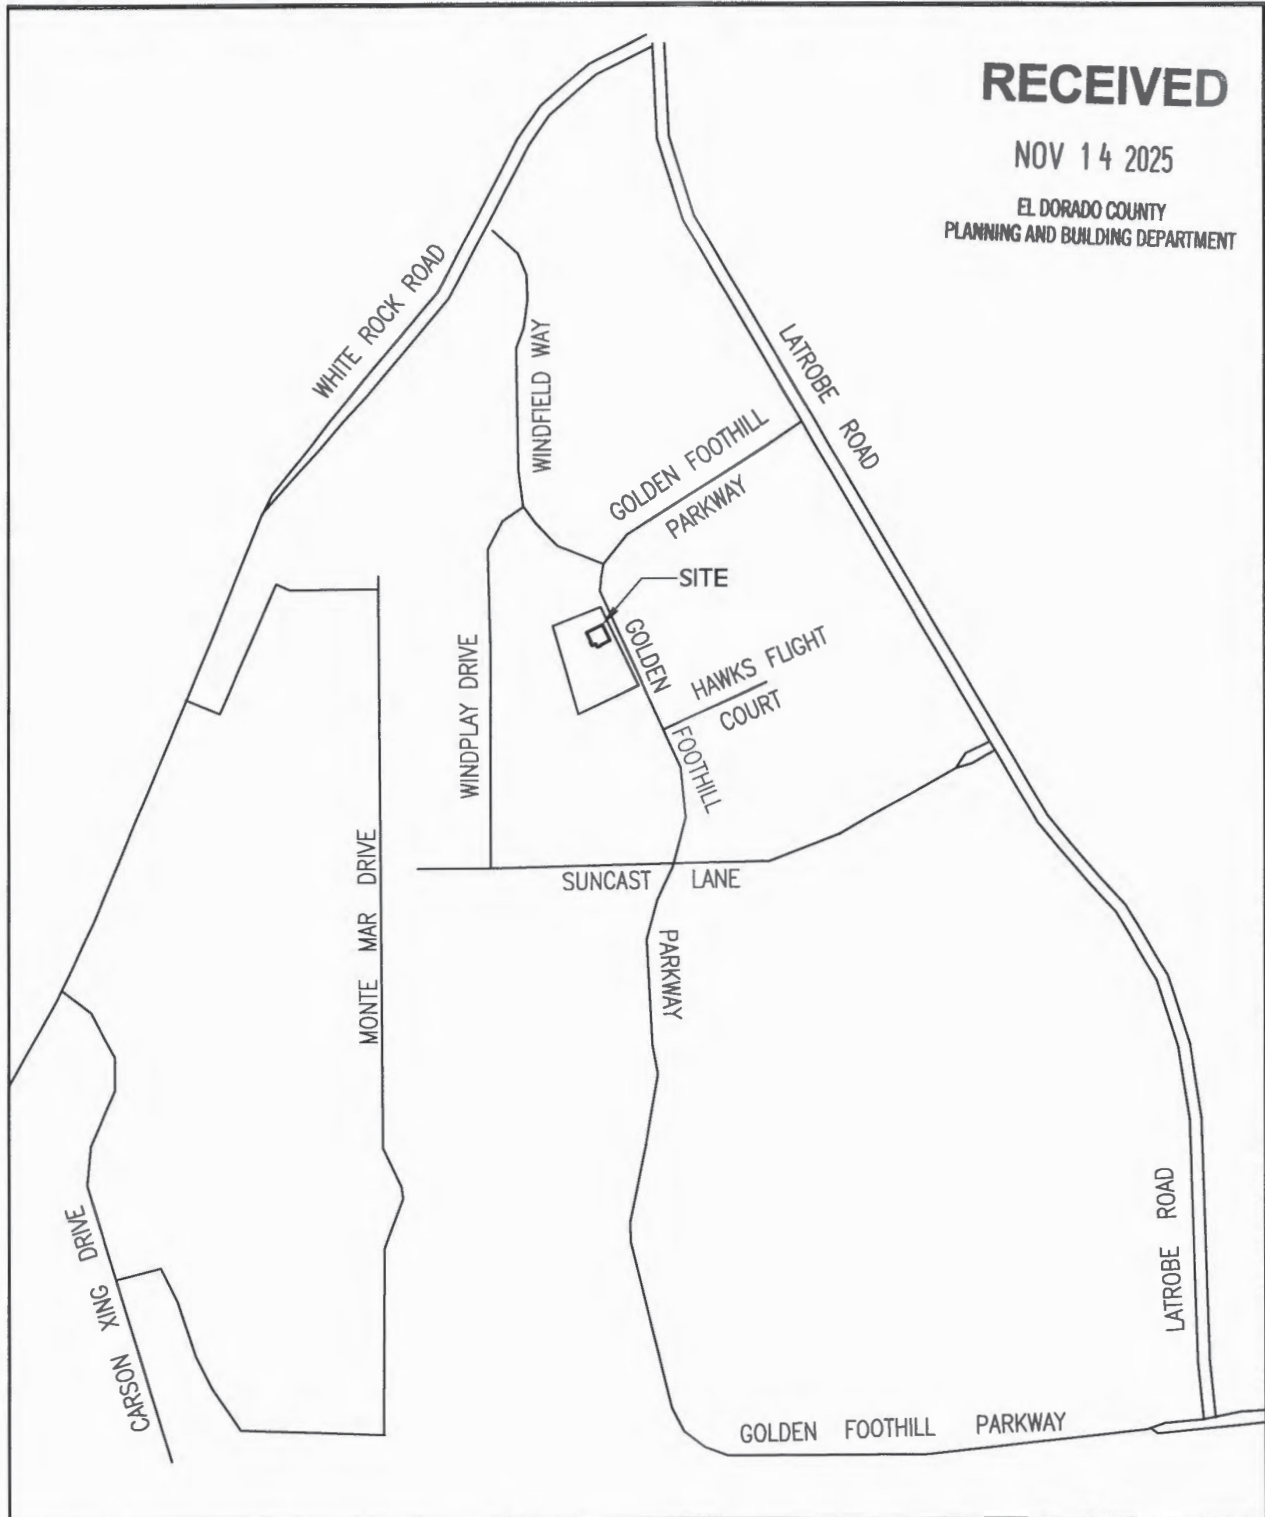 RECEIVED
NOV 14 2025
EL DORADO COUNTY
PLANNING AND BUILDING DEPARTMENT
WHITE ROCK ROAD
WINDFIELD WAY
LATROBE ROAD
GOLDEN FOOTHILL
PARKWAY
SITE
GOLDEN
FOOTHILL
PARKWAY
HAWKS FLIGHT
COURT
WINDPLAY DRIVE
MONTE MAR DRIVE
SUNCAST LANE
CARSON XING DRIVE
LATROBE ROAD
GOLDEN FOOTHILL PARKWAY